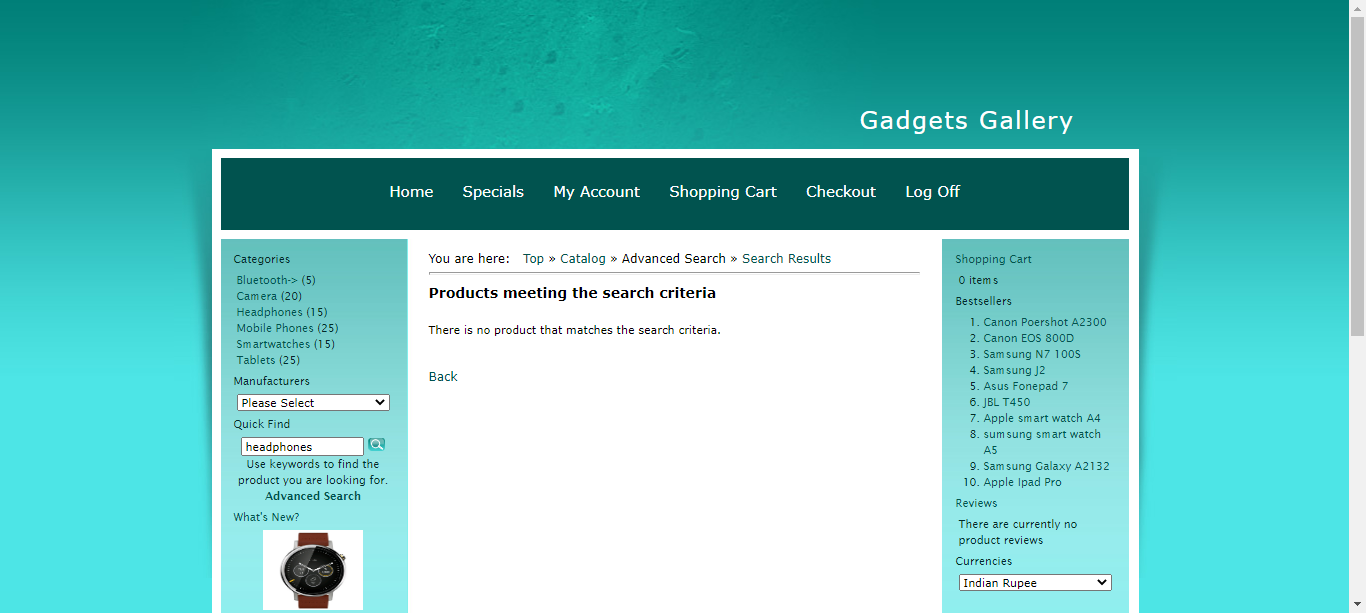 Gadgets Gallery
Home Specials My Account Shopping Cart Checkout Log Off
Categories
Bluetooth-> (5)
Camera (20)
Headphones (15)
Mobile Phones (25)
Smartwatches (15)
Tablets (25)
Manufacturers
Please Select
Quick Find
headphones
Use keywords to find the
product you are looking for.
Advanced Search
What's New?
You are here: Top » Catalog » Advanced Search » Search Results
Products meeting the search criteria
There is no product that matches the search criteria.
Back
Shopping Cart
0 items
Bestsellers
1. Canon Poershot A2300
2. Canon EOS 800D
3. Samsung N7 100S
4. Samsung J2
5. Asus Fonepad 7
6. JBL T450
7. Apple smart watch A4
8. sumsung smart watch
A5
9. Samsung Galaxy A2132
10. Apple Ipad Pro
Reviews
There are currently no
product reviews
Currencies
Indian Rupee